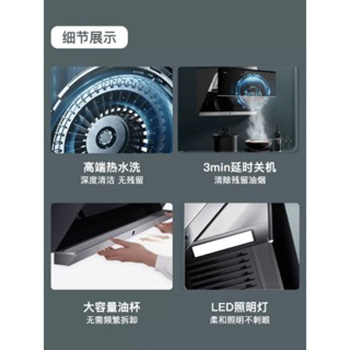 细节展示
3min
高端热水洗
深度清洁 无残留
3min延时关机
清除残留油烟
大容量油杯
无需频繁拆卸
LED照明灯
柔和照明不刺眼